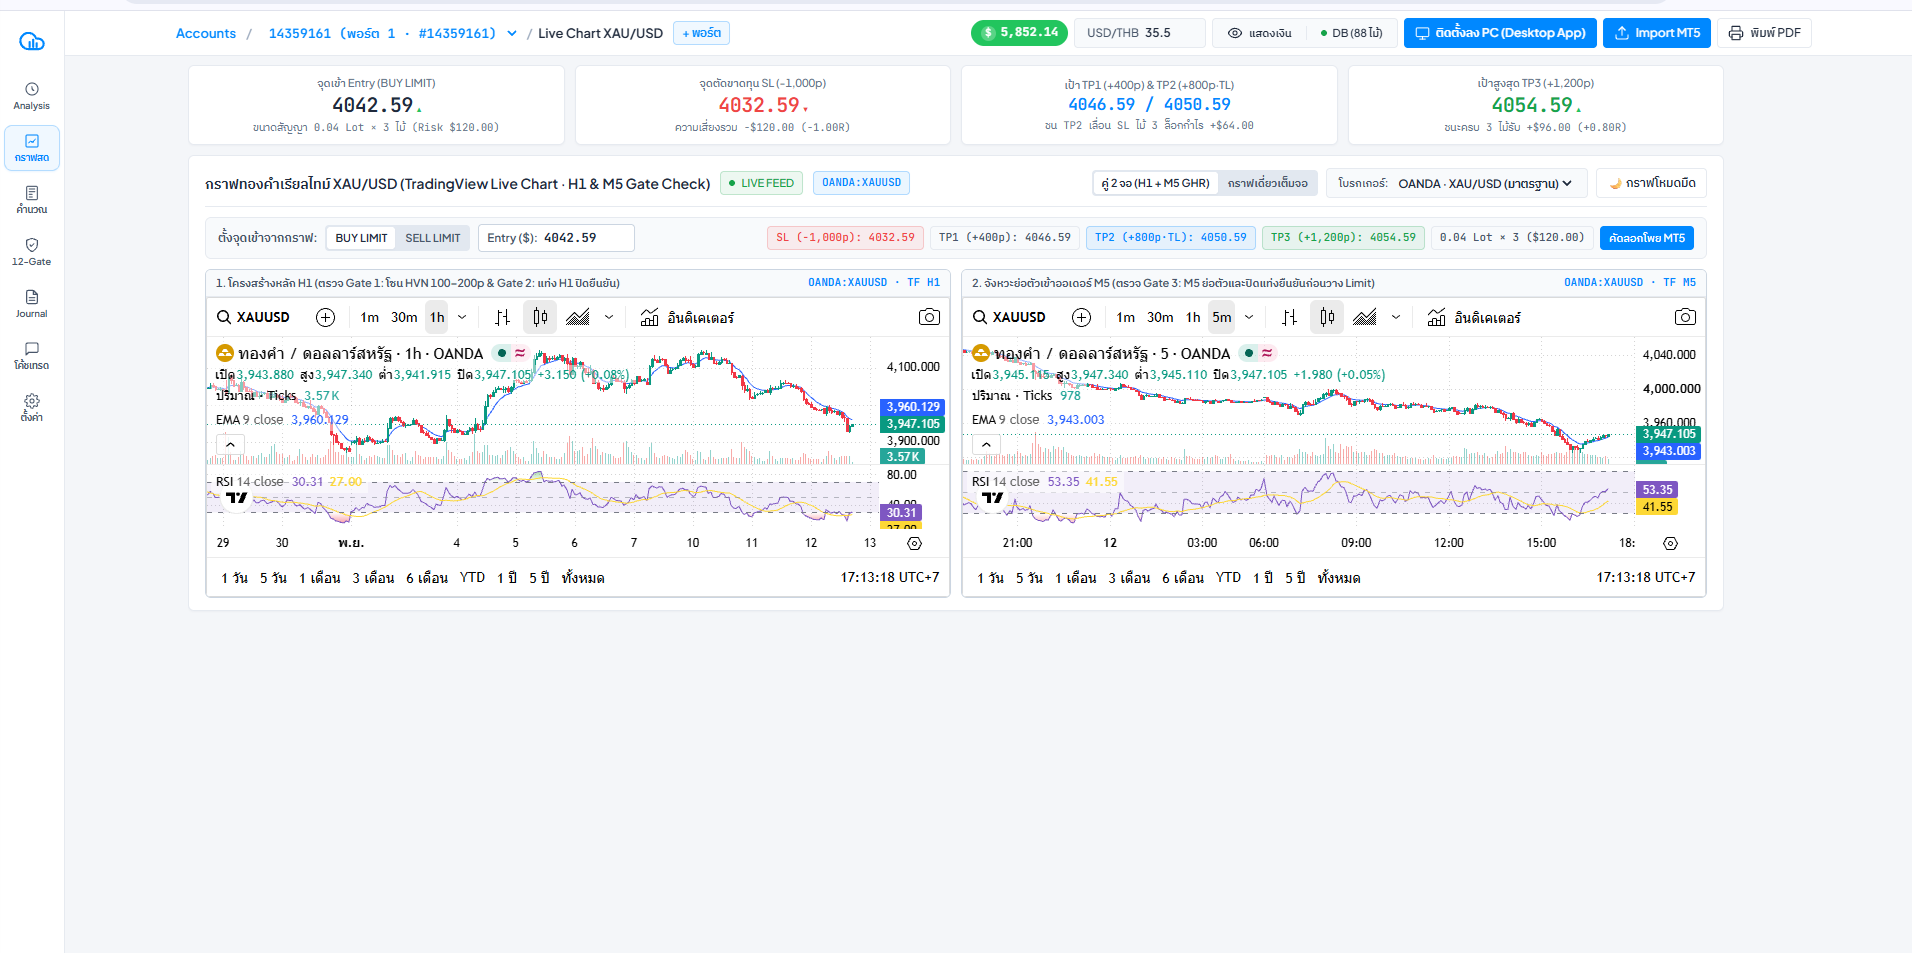 Accounts / 14359161 (พอร์ต 1 · #14359161) / Live Chart XAU/USD + พอร์ต $ 5,852.14 USD/THB 35.5 แสดงเงิน DB (88 ไม้) ติดตั้งลง PC (Desktop App) Import MT5 พิมพ์ PDF
Analysis
กราฟสด
คำนวณ
12-Gate
Journal
โค้ชเทรด
ตั้งค่า
จุดเข้า Entry (BUY LIMIT)
4042.59
ขนาดสัญญา 0.04 Lot × 3 ไม้ (Risk $120.00)
จุดตัดขาดทุน SL (-1,000p)
4032.59
ความเสี่ยงรวม -$120.00 (-1.00R)
เป้า TP1 (+400p) & TP2 (+800p·TL)
4046.59 / 4050.59
ชน TP2 เลื่อน SL ไม้ 3 ล็อกกำไร +$64.00
เป้าสูงสุด TP3 (+1,200p)
4054.59
ชนะครบ 3 ไม้รับ +$96.00 (+0.80R)
กราฟทองคำเรียลไทม์ XAU/USD (TradingView Live Chart · H1 & M5 Gate Check) LIVE FEED OANDA:XAUUSD คู่ 2 จอ (H1 + M5 GHR) กราฟเดี่ยวเต็มจอ โบรกเกอร์: OANDA · XAU/USD (มาตรฐาน) กราฟโหมดมืด
ตั้งจุดเข้าจากกราฟ: BUY LIMIT SELL LIMIT Entry ($): 4042.59 SL (-1,000p): 4032.59 TP1 (+400p): 4046.59 TP2 (+800p·TL): 4050.59 TP3 (+1,200p): 4054.59 0.04 Lot × 3 ($120.00) คัดลอกโพย MT5
1. โครงสร้างหลัก H1 (ตรวจ Gate 1: โซน HVN 100-200p & Gate 2: แท่ง H1 ปิดยืนยัน) OANDA:XAUUSD · TF H1
XAUUSD 1m 30m 1h อินดิเคเตอร์
ทองคำ / ดอลลาร์สหรัฐ · 1h · OANDA
เปิด3,943.880 สูง3,947.340 ต่ำ3,941.915 ปิด3,947.105 +3.150 (+0.08%)
ปริมาณ · Ticks 3.57K
EMA 9 close 3,960.129
4,100.000
3,960.129
3,947.105
3,900.000
3.57K
RSI 14 close 30.31 27.00
80.00
40.00
30.31
27.00
29 30 พ.ย. 4 5 6 7 10 11 12 13
1 วัน 5 วัน 1 เดือน 3 เดือน 6 เดือน YTD 1 ปี 5 ปี ทั้งหมด 17:13:18 UTC+7
2. จังหวะย่อตัวเข้าออเดอร์ M5 (ตรวจ Gate 3: M5 ย่อตัวและปิดแท่งยืนยันก่อนวาง Limit) OANDA:XAUUSD · TF M5
XAUUSD 1m 30m 1h 5m อินดิเคเตอร์
ทองคำ / ดอลลาร์สหรัฐ · 5 · OANDA
เปิด3,945.115 สูง3,947.340 ต่ำ3,945.110 ปิด3,947.105 +1.980 (+0.05%)
ปริมาณ · Ticks 978
EMA 9 close 3,943.003
4,040.000
4,000.000
3,960.000
3,947.105
3,943.003
RSI 14 close 53.35 41.55
53.35
41.55
21:00 12 03:00 06:00 09:00 12:00 15:00 18:
1 วัน 5 วัน 1 เดือน 3 เดือน 6 เดือน YTD 1 ปี 5 ปี ทั้งหมด 17:13:18 UTC+7